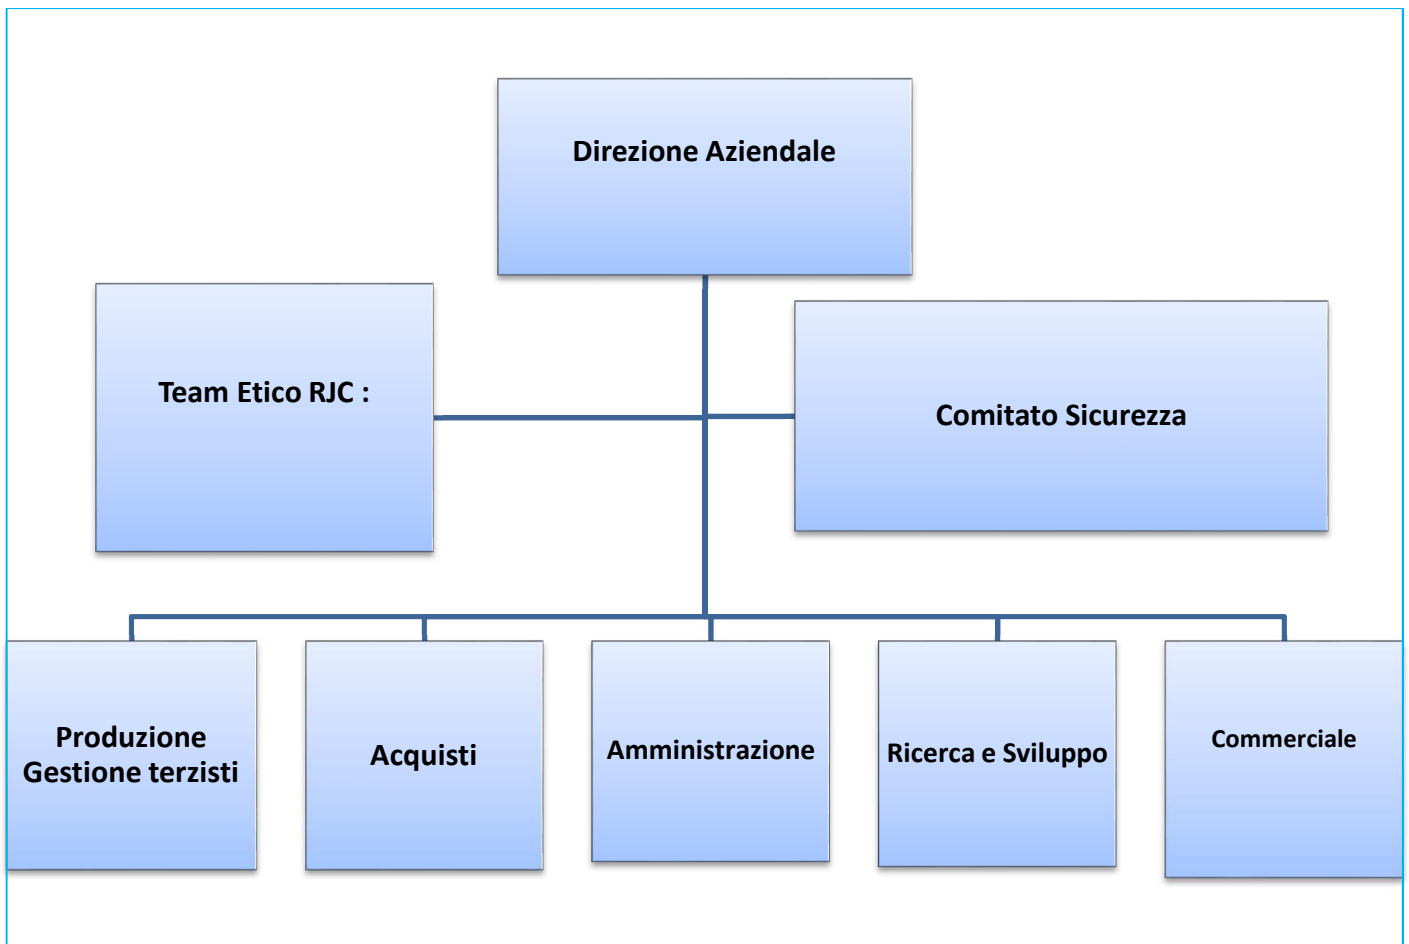 Direzione Aziendale
Team Etico RJC :
Comitato Sicurezza
Produzione
Gestione terzisti
Acquisti
Amministrazione
Ricerca e Sviluppo
Commerciale